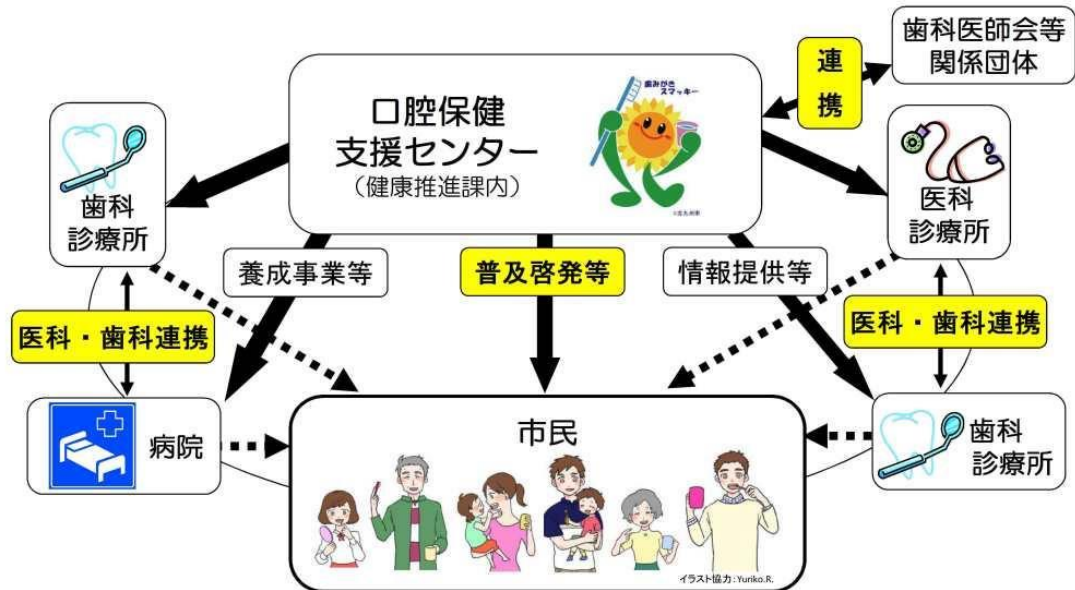 歯科医師会等
関係団体
連
携
歯みがき
スマッキー
口腔保健
支援センター
（健康推進課内）
歯科
診療所
医科
診療所
養成事業等
普及啓発等
情報提供等
医科・歯科連携
医科・歯科連携
病院
市民
歯科
診療所
イラスト協力：Yuriko.R.